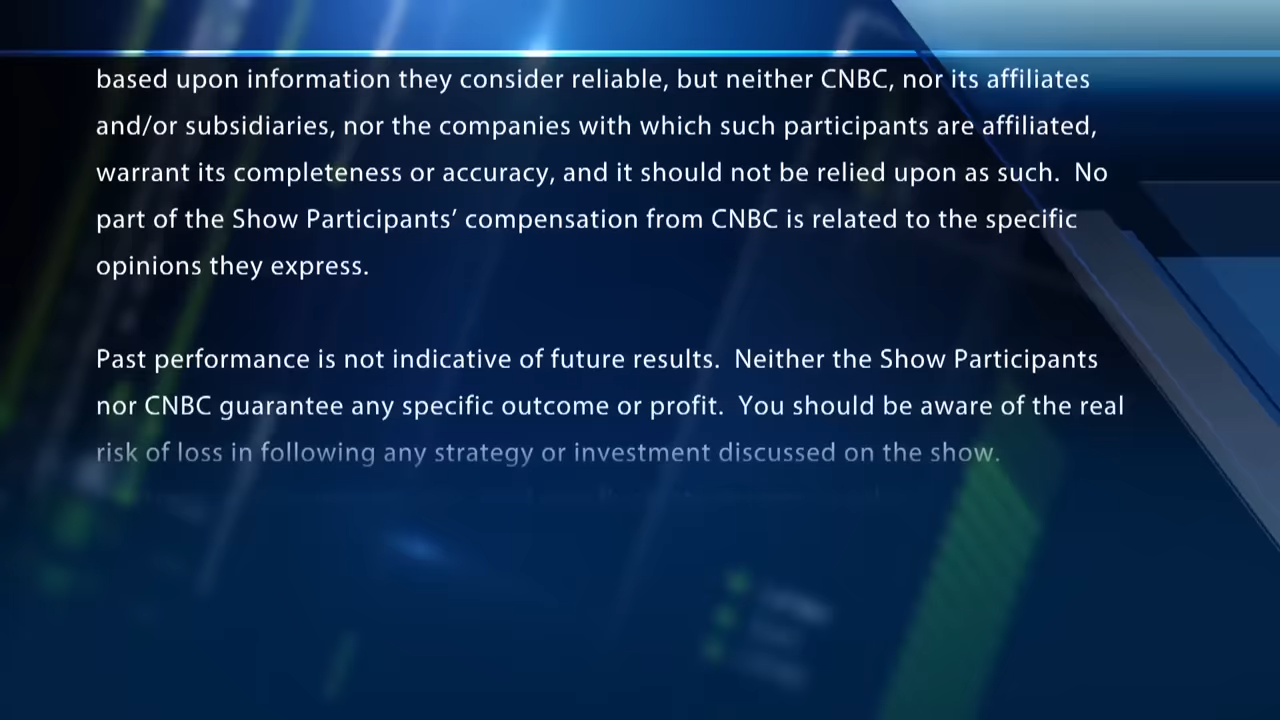 based upon information they consider reliable, but neither CNBC, nor its affiliates
and/or subsidiaries, nor the companies with which such participants are affiliated,
warrant its completeness or accuracy, and it should not be relied upon as such.  No
part of the Show Participants’ compensation from CNBC is related to the specific
opinions they express.
Past performance is not indicative of future results.  Neither the Show Participants
nor CNBC guarantee any specific outcome or profit.  You should be aware of the real
risk of loss in following any strategy or investment discussed on the show.